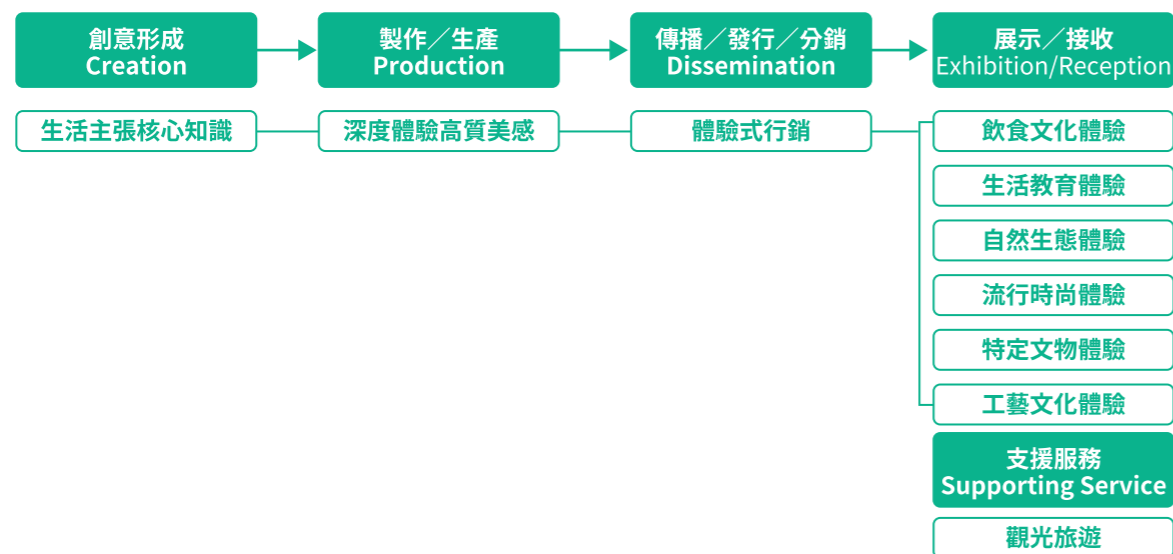 創意形成
Creation
製作／生產
Production
傳播／發行／分銷
Dissemination
展示／接收
Exhibition/Reception
生活主張核心知識
深度體驗高質美感
體驗式行銷
飲食文化體驗
生活教育體驗
自然生態體驗
流行時尚體驗
特定文物體驗
工藝文化體驗
支援服務
Supporting Service
觀光旅遊